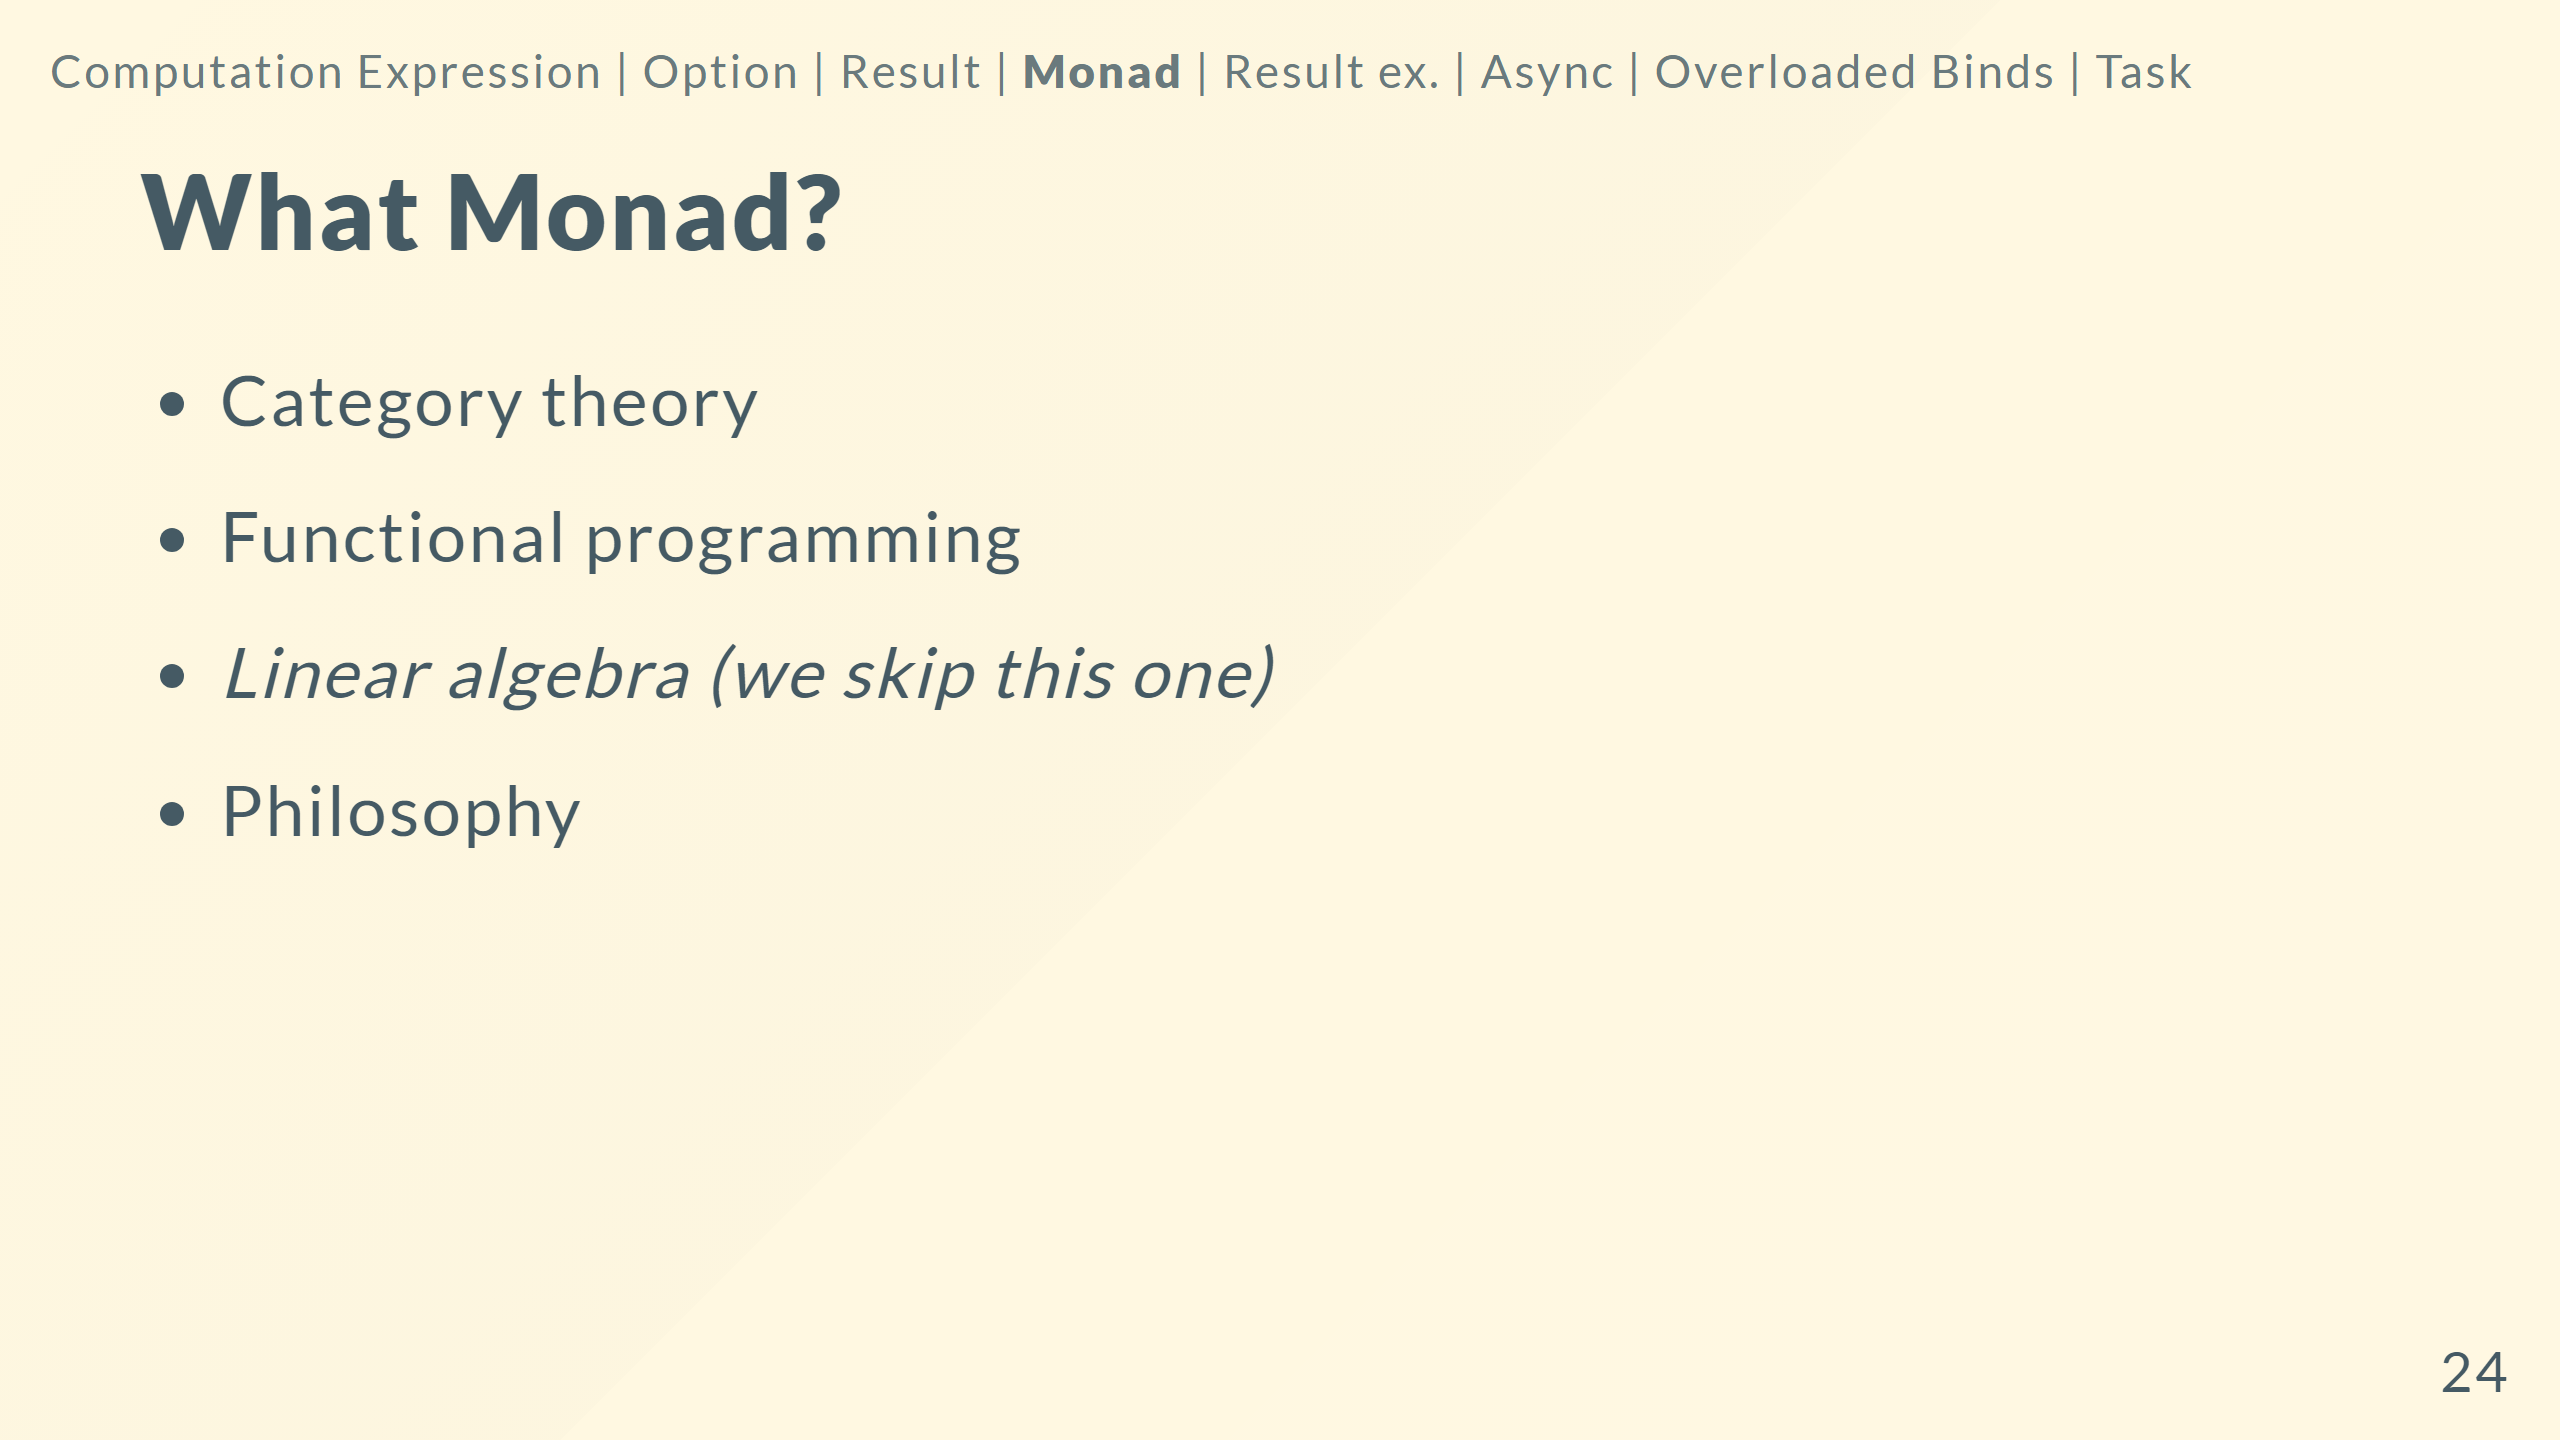 Computation Expression | Option | Result | Monad | Result ex. | Async | Overloaded Binds | Task
What Monad?
• Category theory
• Functional programming
• Linear algebra (we skip this one)
• Philosophy
24